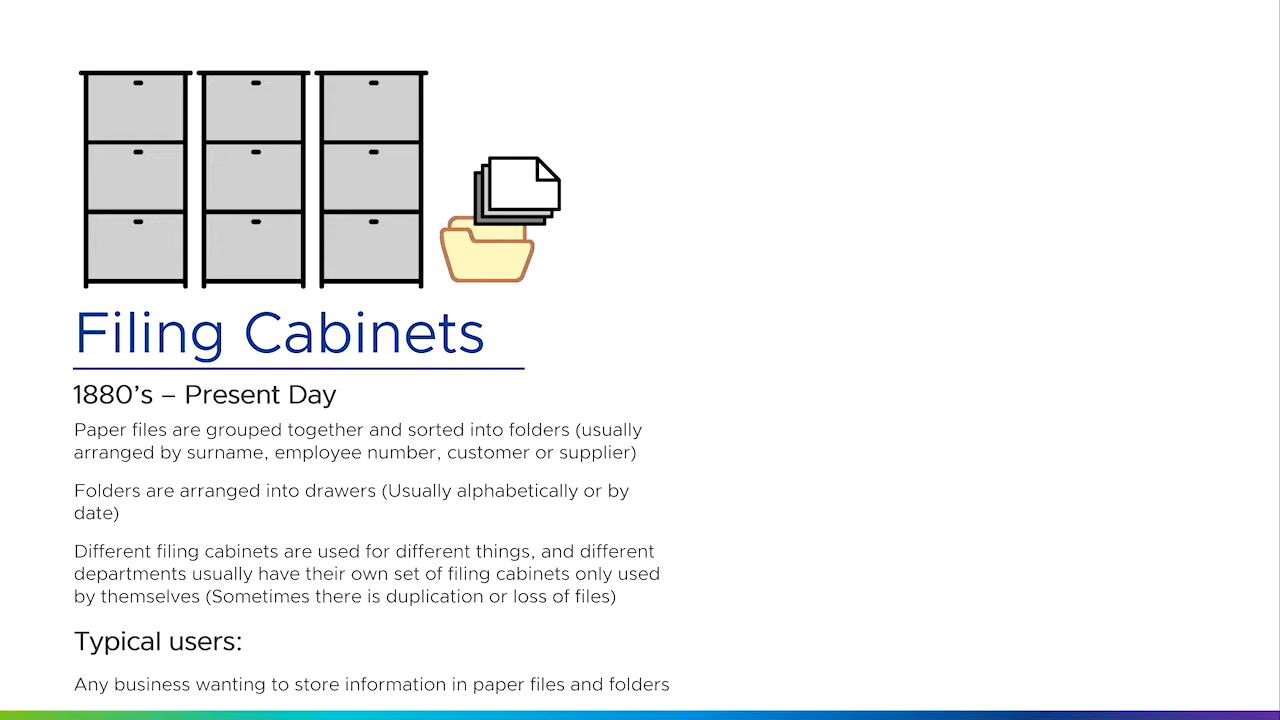 Filing Cabinets
1880's – Present Day
Paper files are grouped together and sorted into folders (usually
arranged by surname, employee number, customer or supplier)
Folders are arranged into drawers (Usually alphabetically or by
date)
Different filing cabinets are used for different things, and different
departments usually have their own set of filing cabinets only used
by themselves (Sometimes there is duplication or loss of files)
Typical users:
Any business wanting to store information in paper files and folders